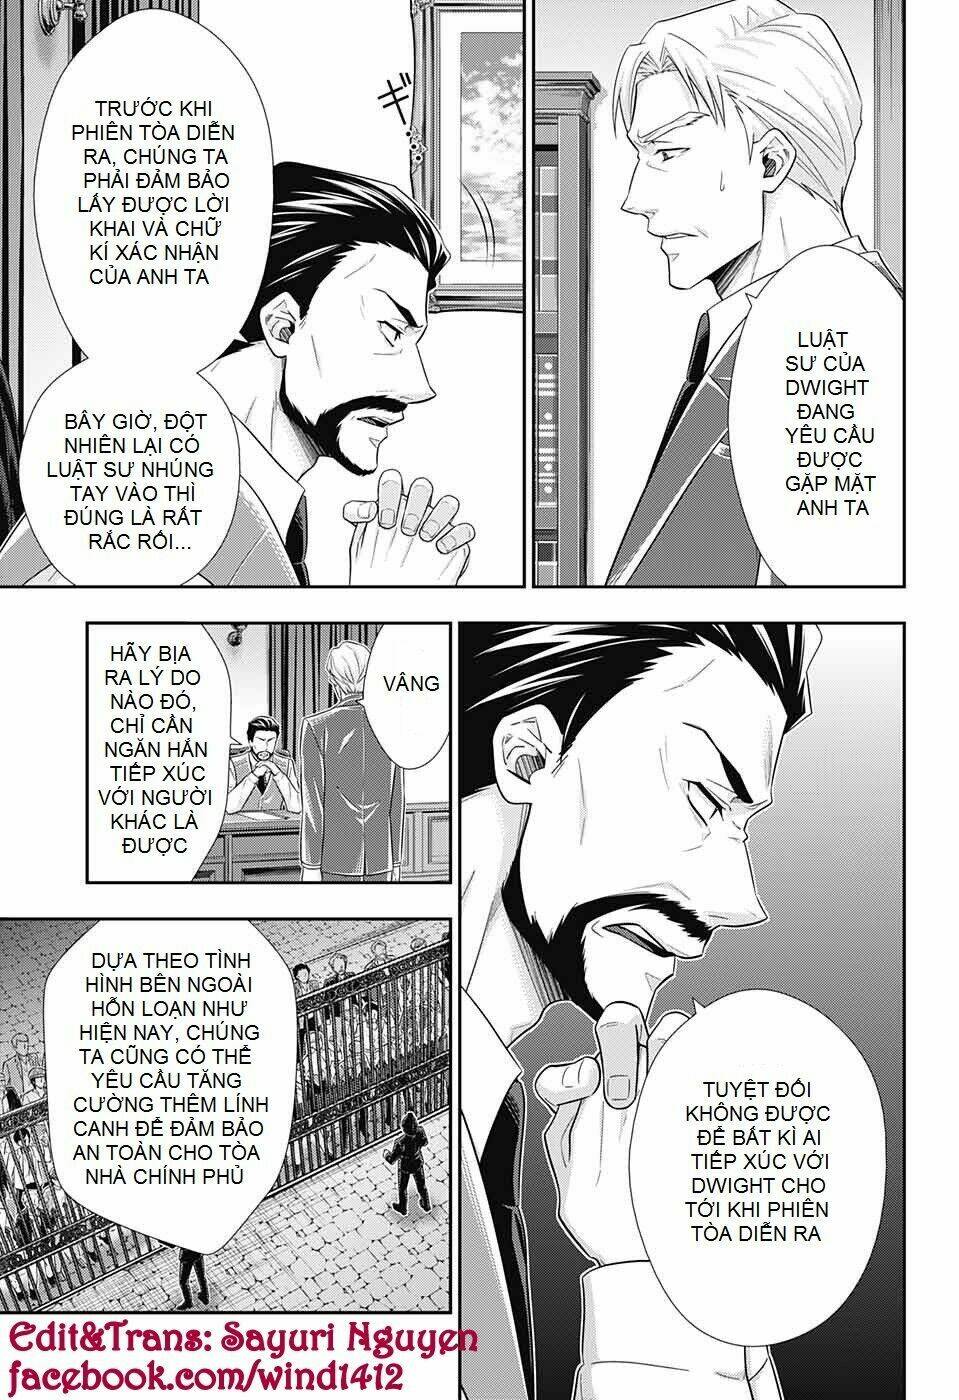 LUẬT
SƯ CỦA
DWIGHT
ĐANG
YÊU CẦU
ĐƯỢC
GẶP MẶT
ANH TA
TRƯỚC KHI
PHIÊN TÒA DIỄN
RA, CHÚNG TA
PHẢI ĐẢM BẢO
LẤY ĐƯỢC LỜI
KHAI VÀ CHỮ
KÍ XÁC NHẬN
CỦA ANH TA
BÂY GIỜ, ĐỘT
NHIÊN LẠI CÓ
LUẬT SƯ NHÚNG
TAY VÀO THÌ
ĐÚNG LÀ RẤT
RẮC RỐI...
TUYỆT ĐỐI
KHÔNG ĐƯỢC
ĐỂ BẤT KÌ AI
TIẾP XÚC VỚI
DWIGHT CHO
TỚI KHI PHIÊN
TÒA DIỄN RA
VÂNG
HÃY BỊA
RA LÝ DO
NÀO ĐÓ,
CHỈ CẦN
NGĂN HẮN
TIẾP XÚC
VỚI NGƯỜI
KHÁC LÀ
ĐƯỢC
DỰA THEO TÌNH
HÌNH BÊN NGOÀI
HỖN LOẠN NHƯ
HIỆN NAY, CHÚNG
TA CŨNG CÓ THỂ
YÊU CẦU TĂNG
CƯỜNG THÊM LÍNH
CANH ĐỂ ĐẢM BẢO
AN TOÀN CHO TÒA
NHÀ CHÍNH PHỦ
Edit&Trans: Sayuri Nguyen
facebook.com/wind1412